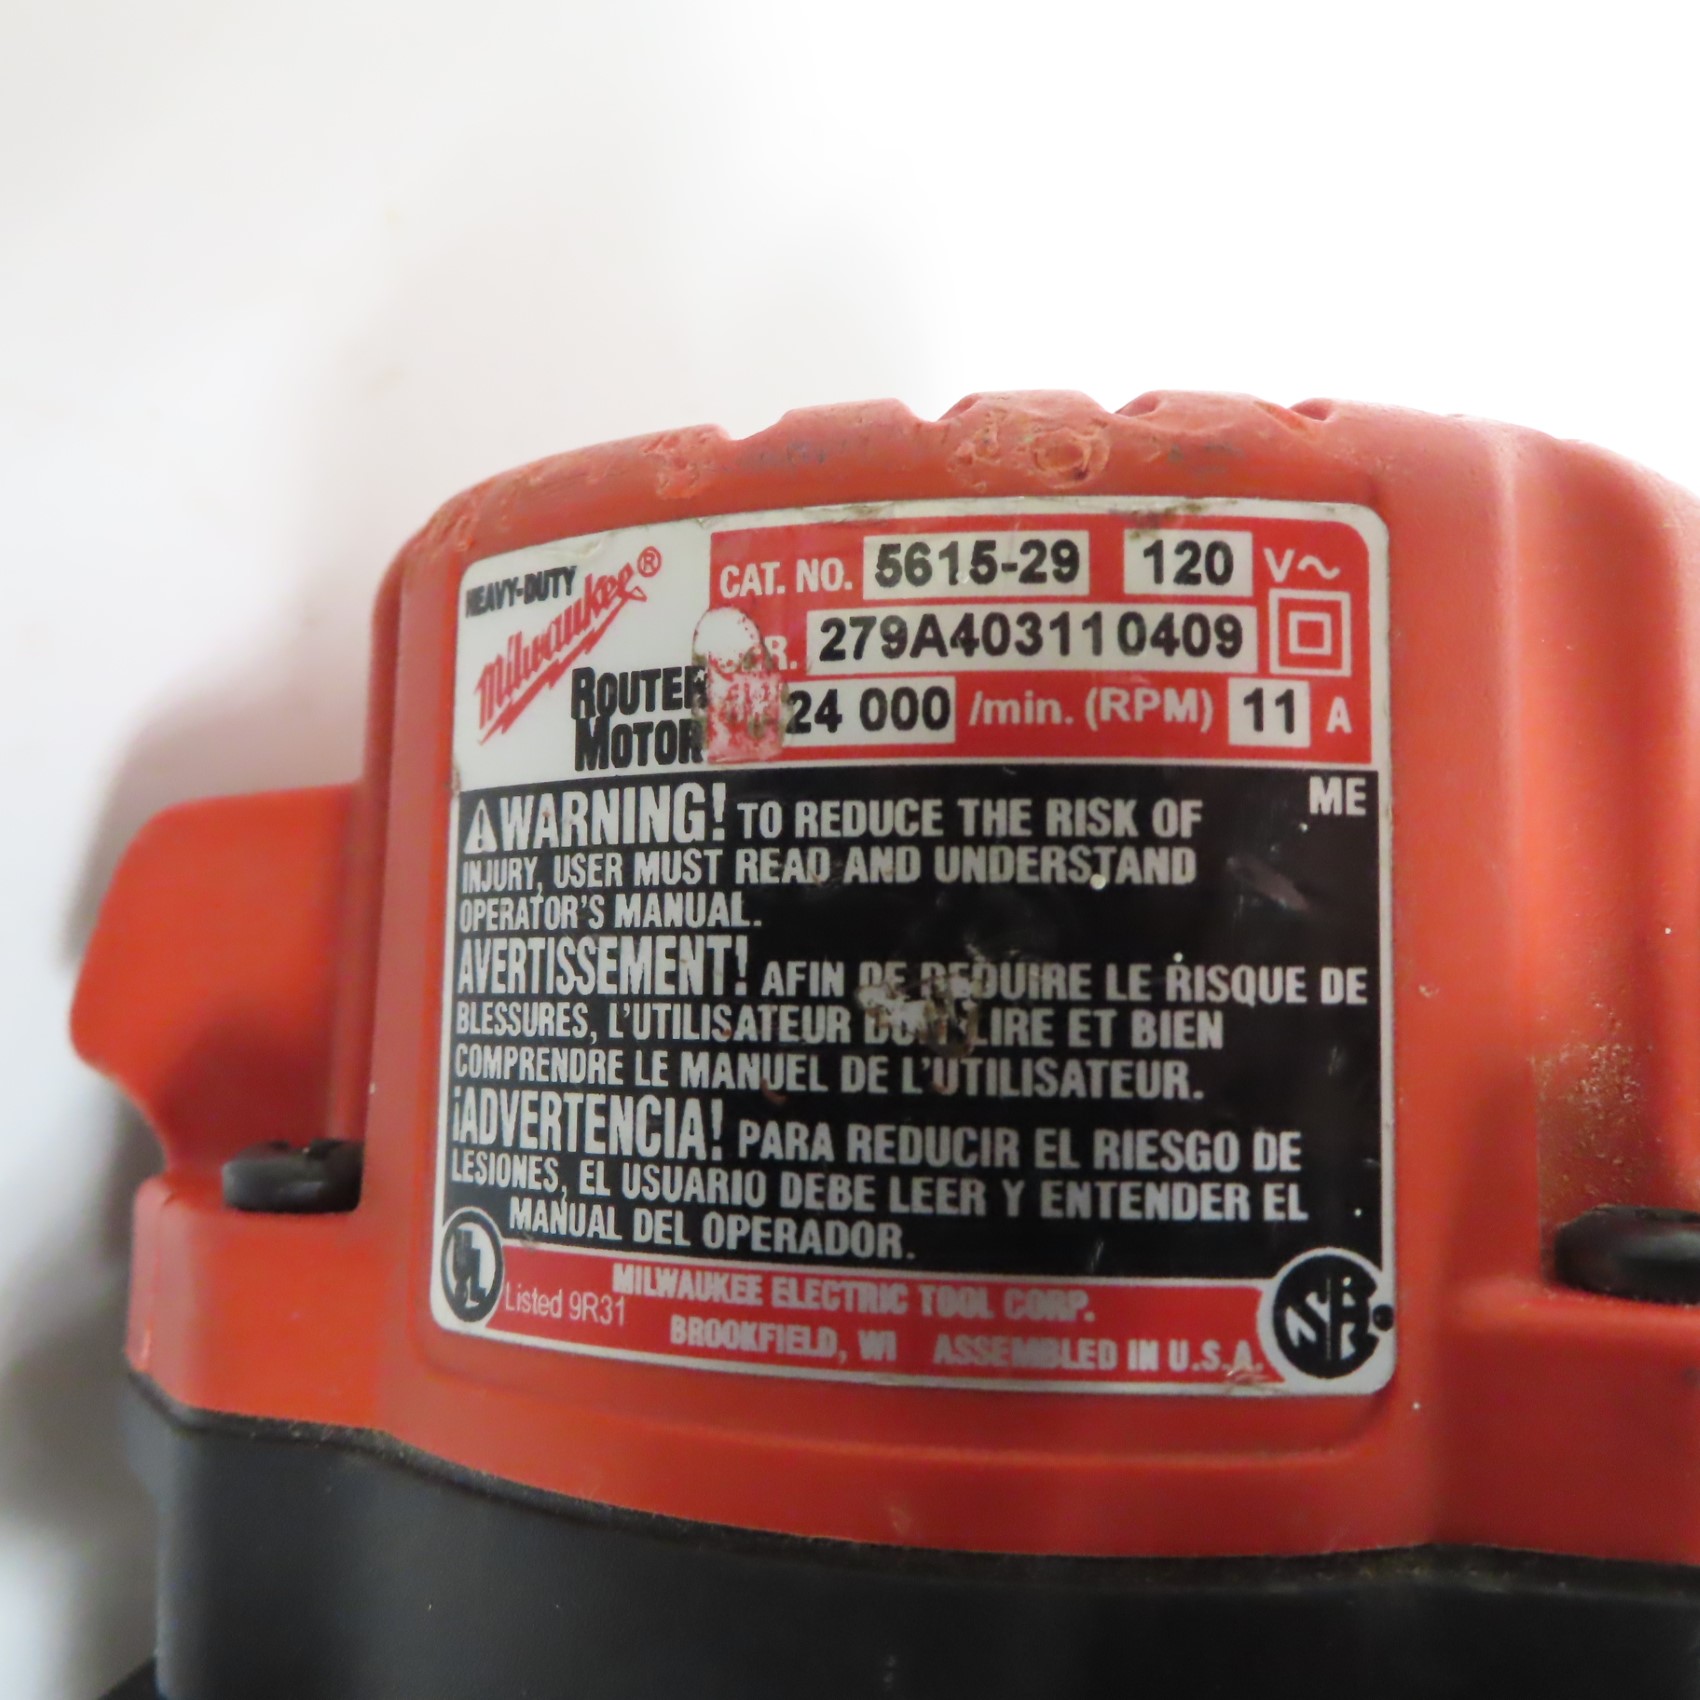 HEAVY-DUTY
Milwaukee®
ROUTER
MOTOR
CAT. NO. 5615-29 120 V~
279A403110409
24 000 /min. (RPM) 11 A
ME
WARNING! TO REDUCE THE RISK OF
INJURY, USER MUST READ AND UNDERSTAND
OPERATOR'S MANUAL.
AVERTISSEMENT! AFIN DE REDUIRE LE RISQUE DE
BLESSURES, L'UTILISATEUR LIRE ET BIEN
COMPRENDRE LE MANUEL DE L'UTILISATEUR.
¡ADVERTENCIA! PARA REDUCIR EL RIESGO DE
LESIONES, EL USUARIO DEBE LEER Y ENTENDER EL
MANUAL DEL OPERADOR.
UL
Listed 9R31
MILWAUKEE ELECTRIC TOOL CORP.
BROOKFIELD, WI ASSEMBLED IN U.S.A.